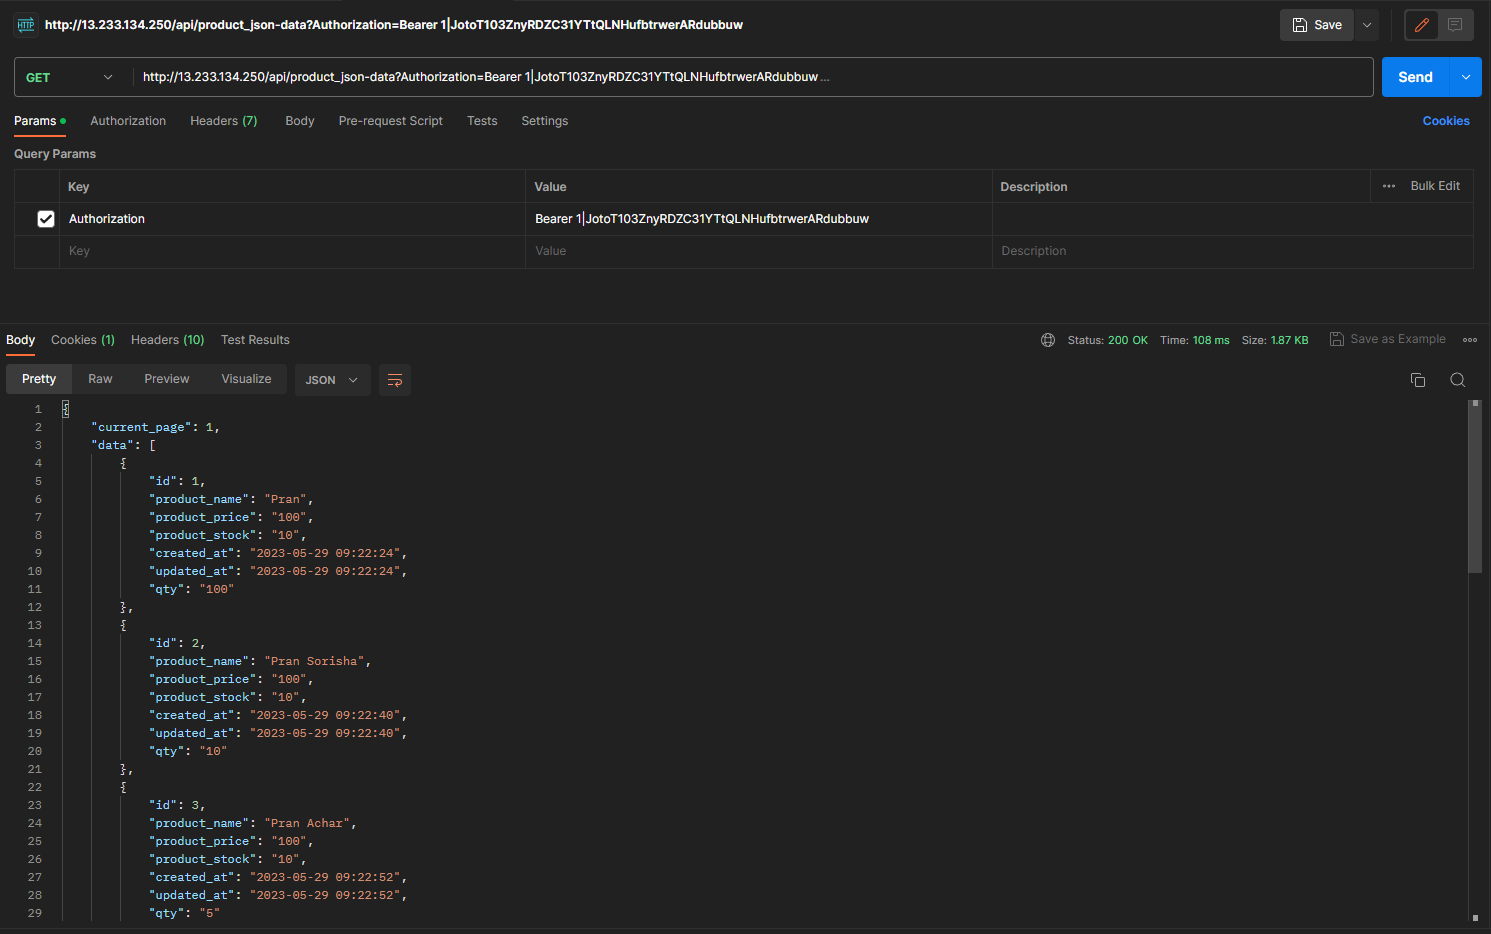 HTTP http://13.233.134.250/api/product_json-data?Authorization=Bearer 1|JotoT103ZnyRDZC31YTtQLNHufbtrwerARdubbuw Save
GET http://13.233.134.250/api/product_json-data?Authorization=Bearer 1|JotoT103ZnyRDZC31YTtQLNHufbtrwerARdubbuw ... Send
Params Authorization Headers (7) Body Pre-request Script Tests Settings Cookies
Query Params
Key Value Description ... Bulk Edit
Authorization Bearer 1|JotoT103ZnyRDZC31YTtQLNHufbtrwerARdubbuw
Key Value Description
Body Cookies (1) Headers (10) Test Results Status: 200 OK Time: 108 ms Size: 1.87 KB Save as Example
Pretty Raw Preview Visualize JSON
1 {
2 "current_page": 1,
3 "data": [
4 {
5 "id": 1,
6 "product_name": "Pran",
7 "product_price": "100",
8 "product_stock": "10",
9 "created_at": "2023-05-29 09:22:24",
10 "updated_at": "2023-05-29 09:22:24",
11 "qty": "100"
12 },
13 {
14 "id": 2,
15 "product_name": "Pran Sorisha",
16 "product_price": "100",
17 "product_stock": "10",
18 "created_at": "2023-05-29 09:22:40",
19 "updated_at": "2023-05-29 09:22:40",
20 "qty": "10"
21 },
22 {
23 "id": 3,
24 "product_name": "Pran Achar",
25 "product_price": "100",
26 "product_stock": "10",
27 "created_at": "2023-05-29 09:22:52",
28 "updated_at": "2023-05-29 09:22:52",
29 "qty": "5"